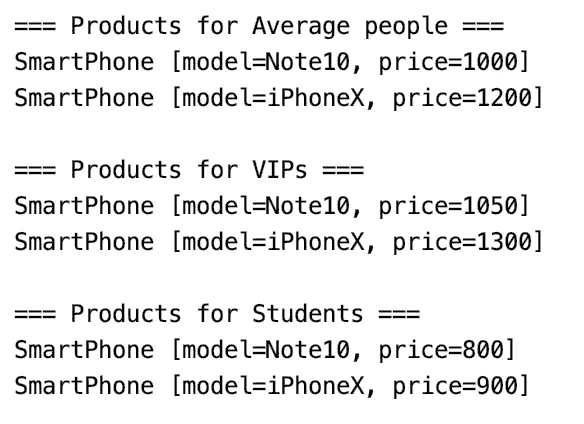 === Products for Average people ===
SmartPhone [model=Note10, price=1000]
SmartPhone [model=iPhoneX, price=1200]
=== Products for VIPs ===
SmartPhone [model=Note10, price=1050]
SmartPhone [model=iPhoneX, price=1300]
=== Products for Students ===
SmartPhone [model=Note10, price=800]
SmartPhone [model=iPhoneX, price=900]